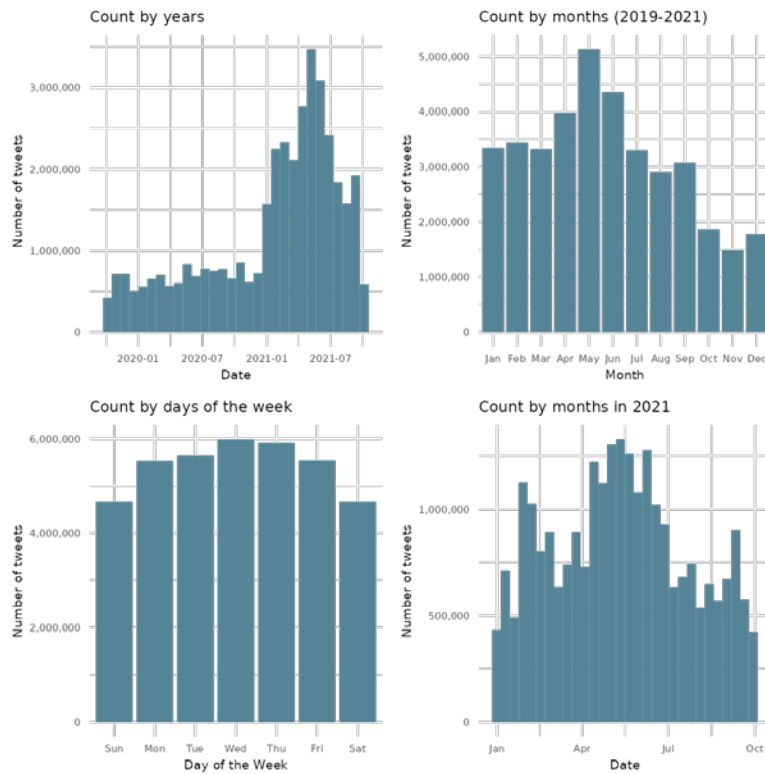 Count by years
Number of tweets
3,000,000
2,000,000
1,000,000
0
2020-01 2020-07 2021-01 2021-07
Date
Count by months (2019-2021)
Number of tweets
5,000,000
4,000,000
3,000,000
2,000,000
1,000,000
0
Jan Feb Mar Apr May Jun Jul Aug Sep Oct Nov Dec
Month
Count by days of the week
Number of tweets
6,000,000
4,000,000
2,000,000
0
Sun Mon Tue Wed Thu Fri Sat
Day of the Week
Count by months in 2021
Number of tweets
1,000,000
500,000
0
Jan Apr Jul Oct
Date